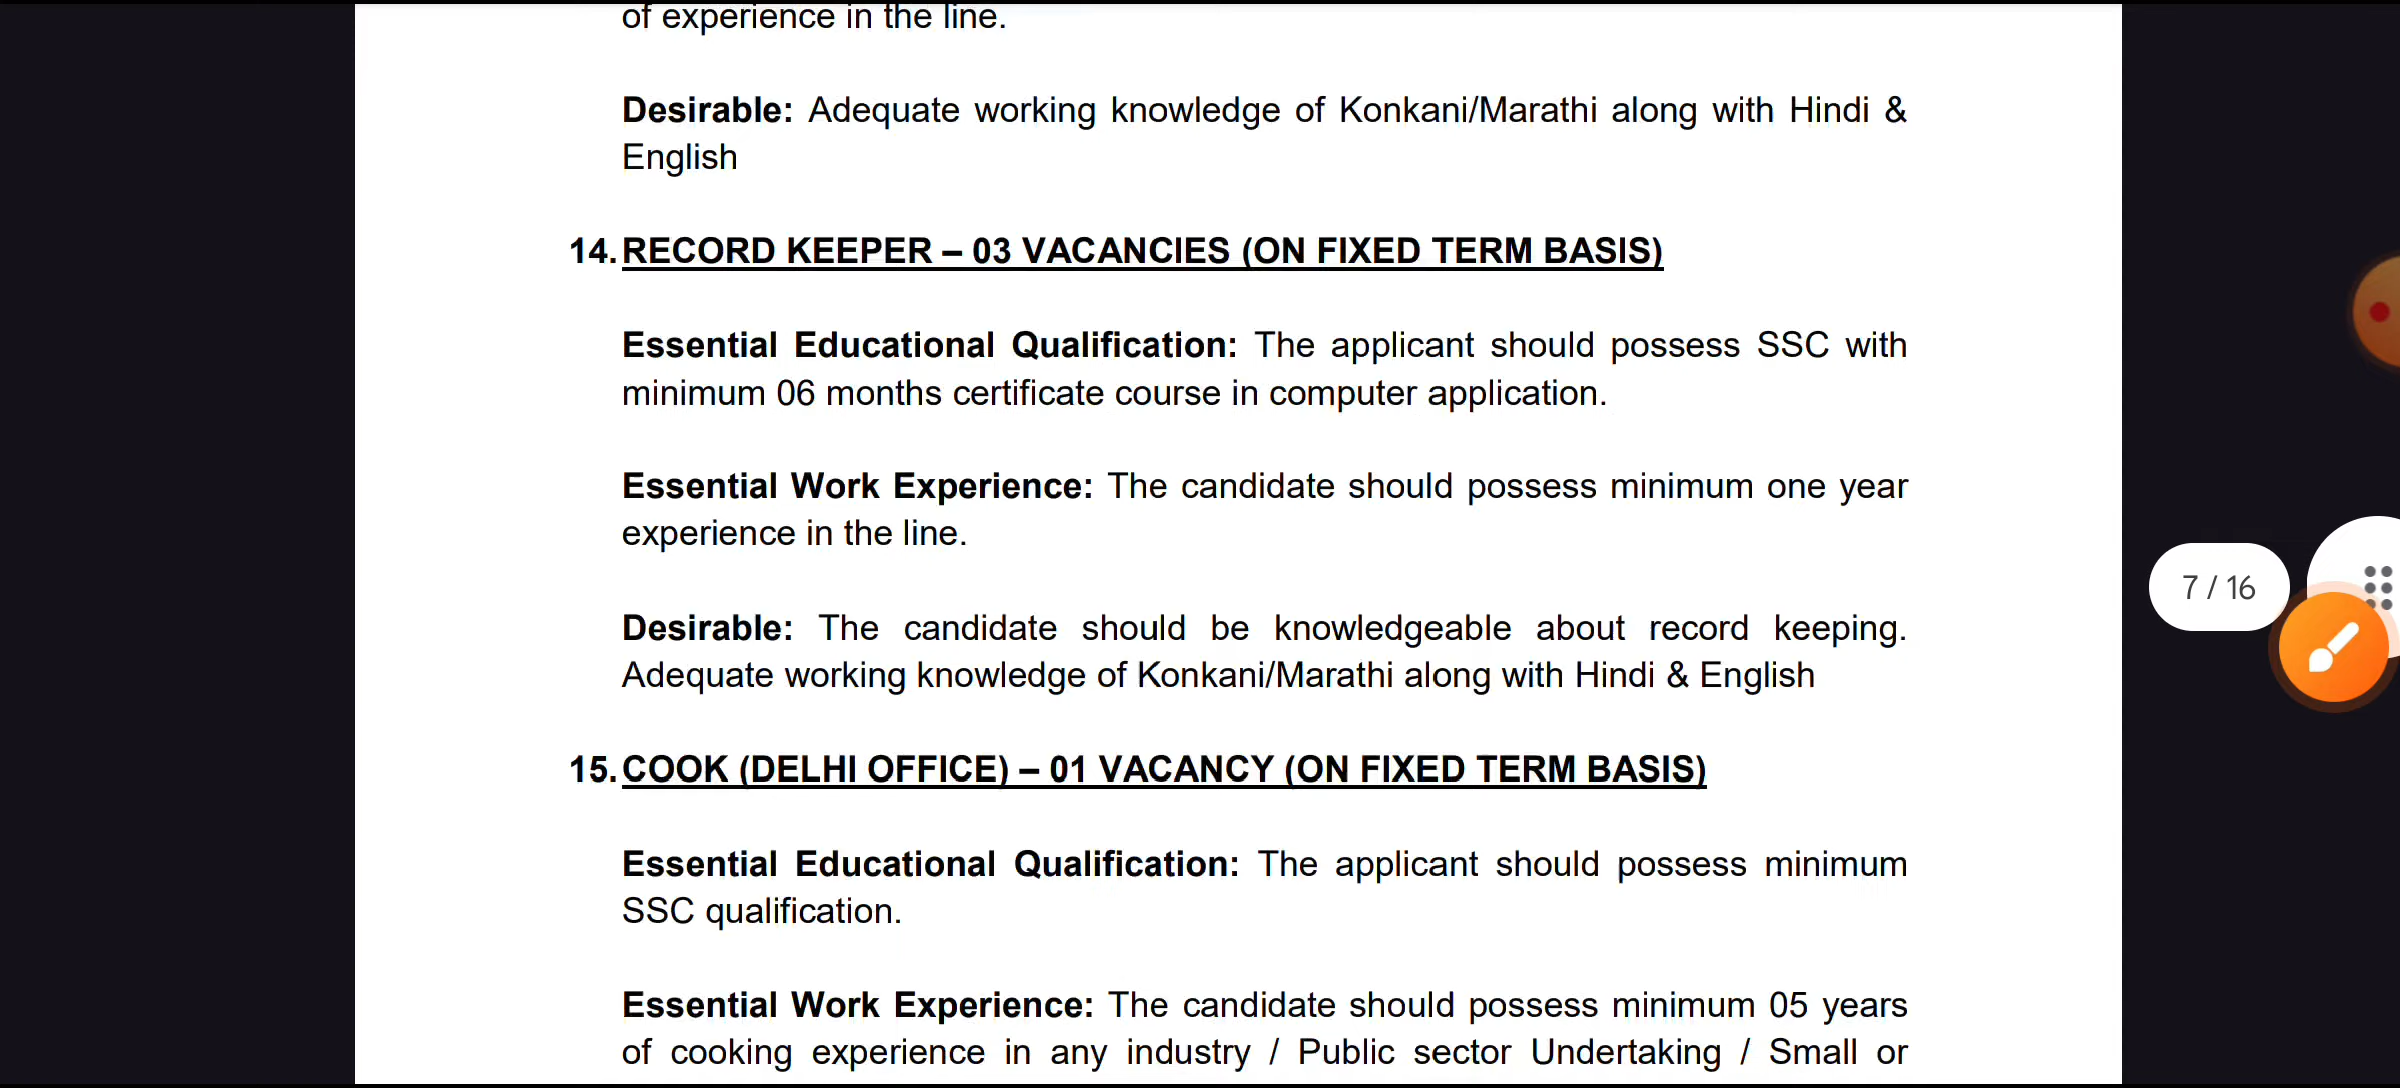 of experience in the line.
Desirable: Adequate working knowledge of Konkani/Marathi along with Hindi &
English
14. RECORD KEEPER – 03 VACANCIES (ON FIXED TERM BASIS)
Essential Educational Qualification: The applicant should possess SSC with
minimum 06 months certificate course in computer application.
Essential Work Experience: The candidate should possess minimum one year
experience in the line.
Desirable: The candidate should be knowledgeable about record keeping.
Adequate working knowledge of Konkani/Marathi along with Hindi & English
7 / 16
15. COOK (DELHI OFFICE) – 01 VACANCY (ON FIXED TERM BASIS)
Essential Educational Qualification: The applicant should possess minimum
SSC qualification.
Essential Work Experience: The candidate should possess minimum 05 years
of cooking experience in any industry / Public sector Undertaking / Small or